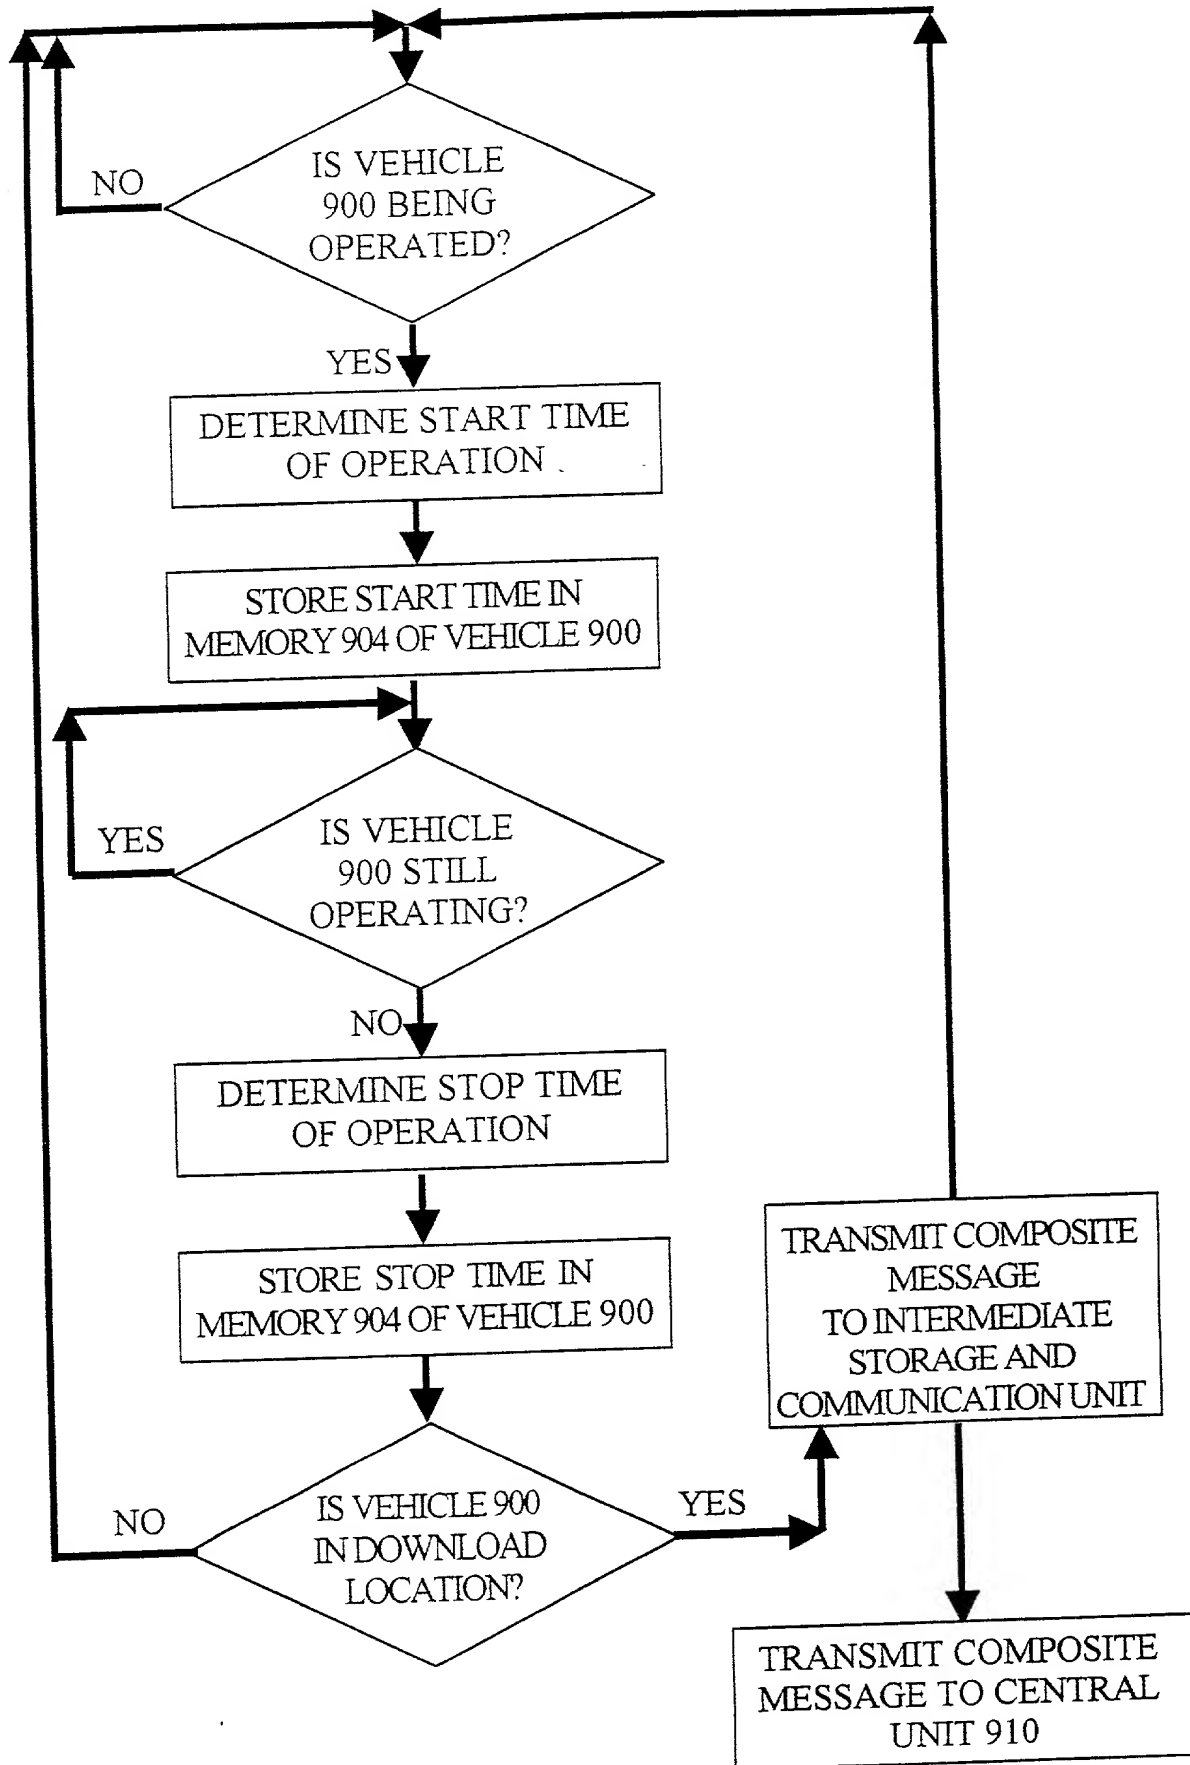 IS VEHICLE
900 BEING
OPERATED?
NO
YES
DETERMINE START TIME
OF OPERATION
STORE START TIME IN
MEMORY 904 OF VEHICLE 900
IS VEHICLE
900 STILL
OPERATING?
YES
NO
DETERMINE STOP TIME
OF OPERATION
STORE STOP TIME IN
MEMORY 904 OF VEHICLE 900
IS VEHICLE 900
IN DOWNLOAD
LOCATION?
NO
YES
TRANSMIT COMPOSITE
MESSAGE
TO INTERMEDIATE
STORAGE AND
COMMUNICATION UNIT
TRANSMIT COMPOSITE
MESSAGE TO CENTRAL
UNIT 910